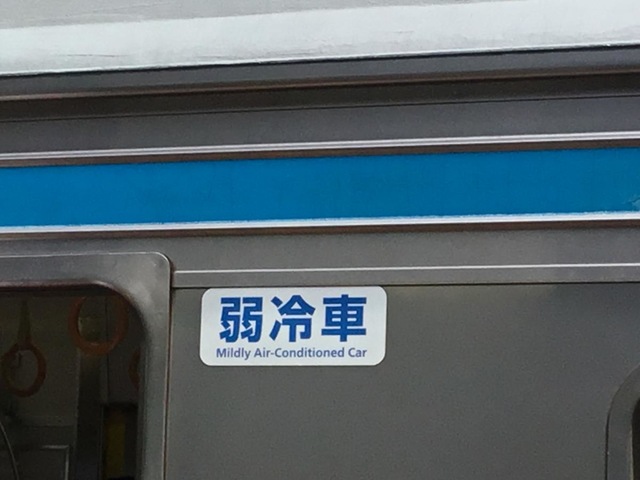 弱冷車
Mildly Air-Conditioned Car